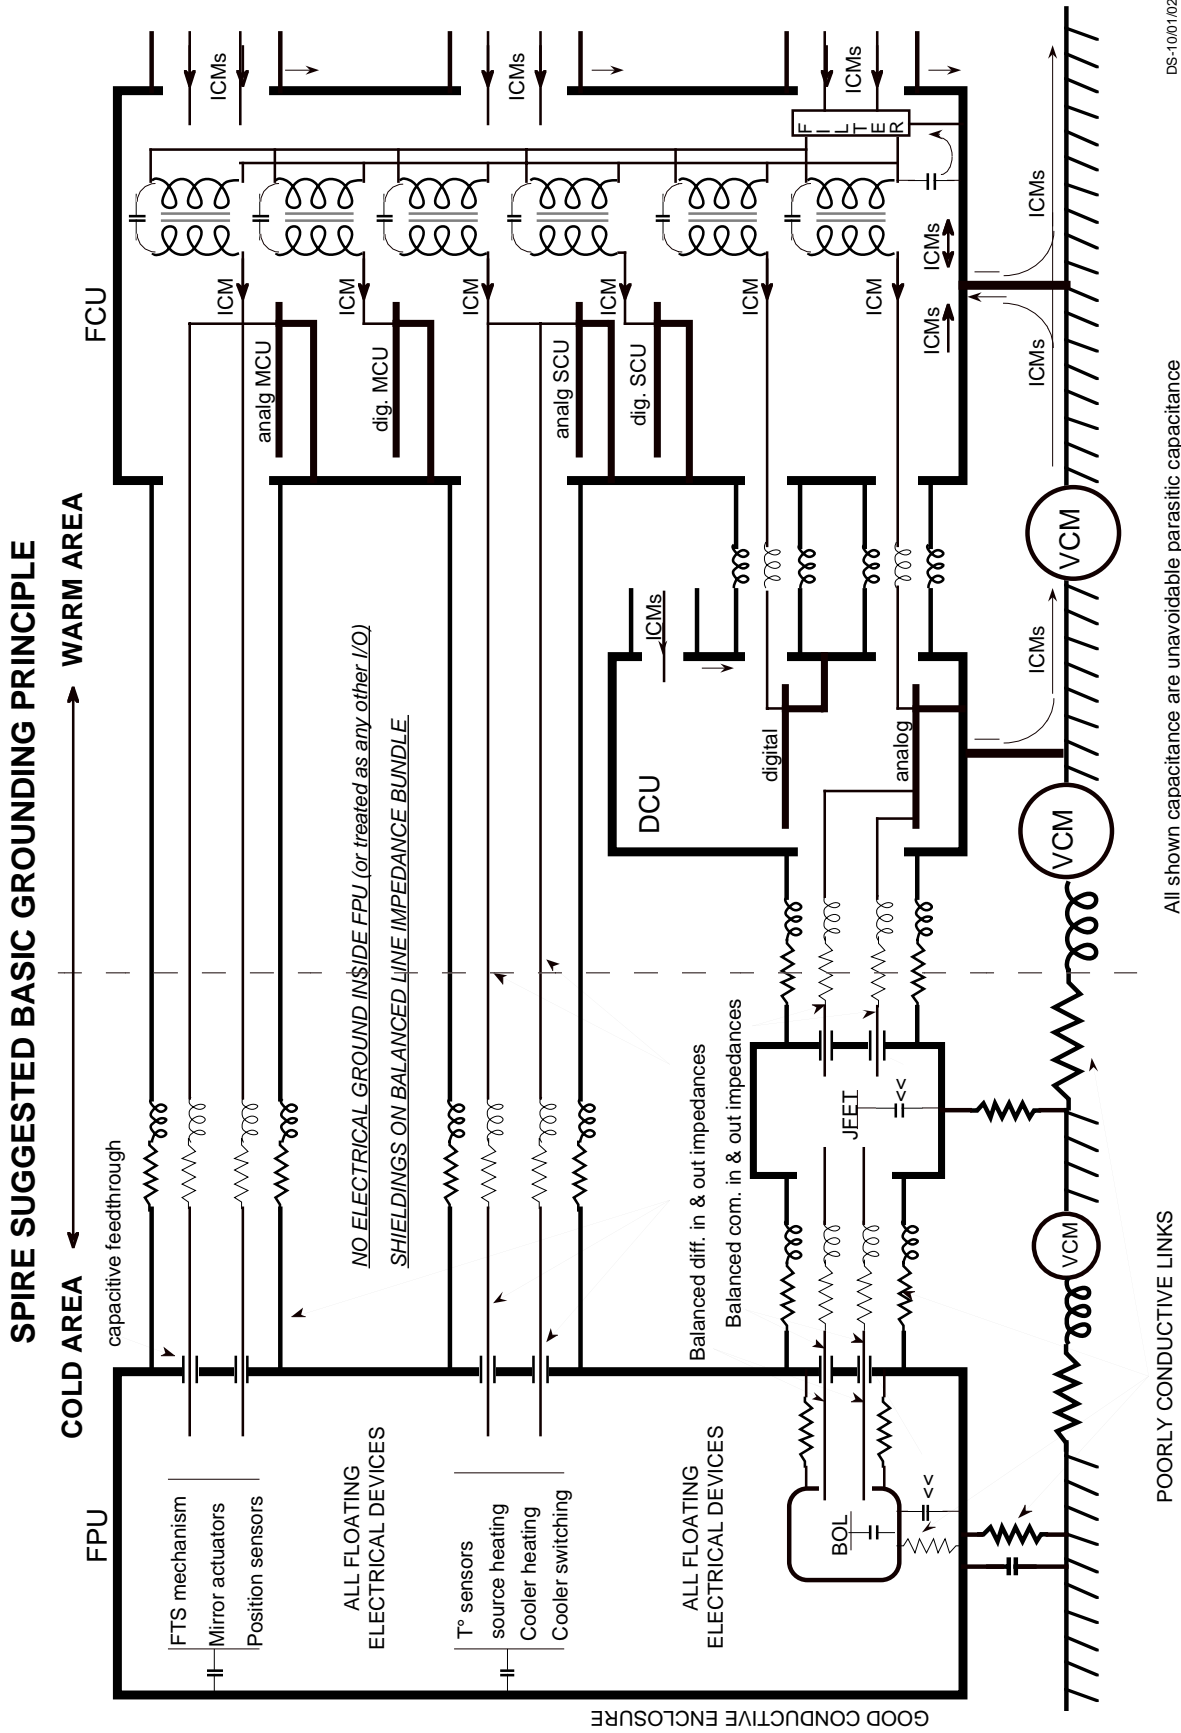 SPIRE SUGGESTED BASIC GROUNDING PRINCIPLE
COLD AREA
WARM AREA
FPU
FCU
capacitive feedthrough
FTS mechanism
Mirror actuators
Position sensors
ALL FLOATING
ELECTRICAL DEVICES
T° sensors
source heating
Cooler heating
Cooler switching
ALL FLOATING
ELECTRICAL DEVICES
NO ELECTRICAL GROUND INSIDE FPU (or treated as any other I/O)
SHIELDINGS ON BALANCED LINE IMPEDANCE BUNDLE
Balanced diff. in & out impedances
Balanced com. in & out impedances
BOL
<<
JFET
<<
DCU
digital
analog
ICMs
analg MCU
dig. MCU
analg SCU
dig. SCU
ICM
ICM
ICM
ICM
ICM
ICM
ICMs
ICMs
ICMs
FILTER
ICMs
ICMs
ICMs
ICMs
ICMs
VCM
VCM
VCM
GOOD CONDUCTIVE ENCLOSURE
POORLY CONDUCTIVE LINKS
All shown capacitance are unavoidable parasitic capacitance
DS-10/01/02